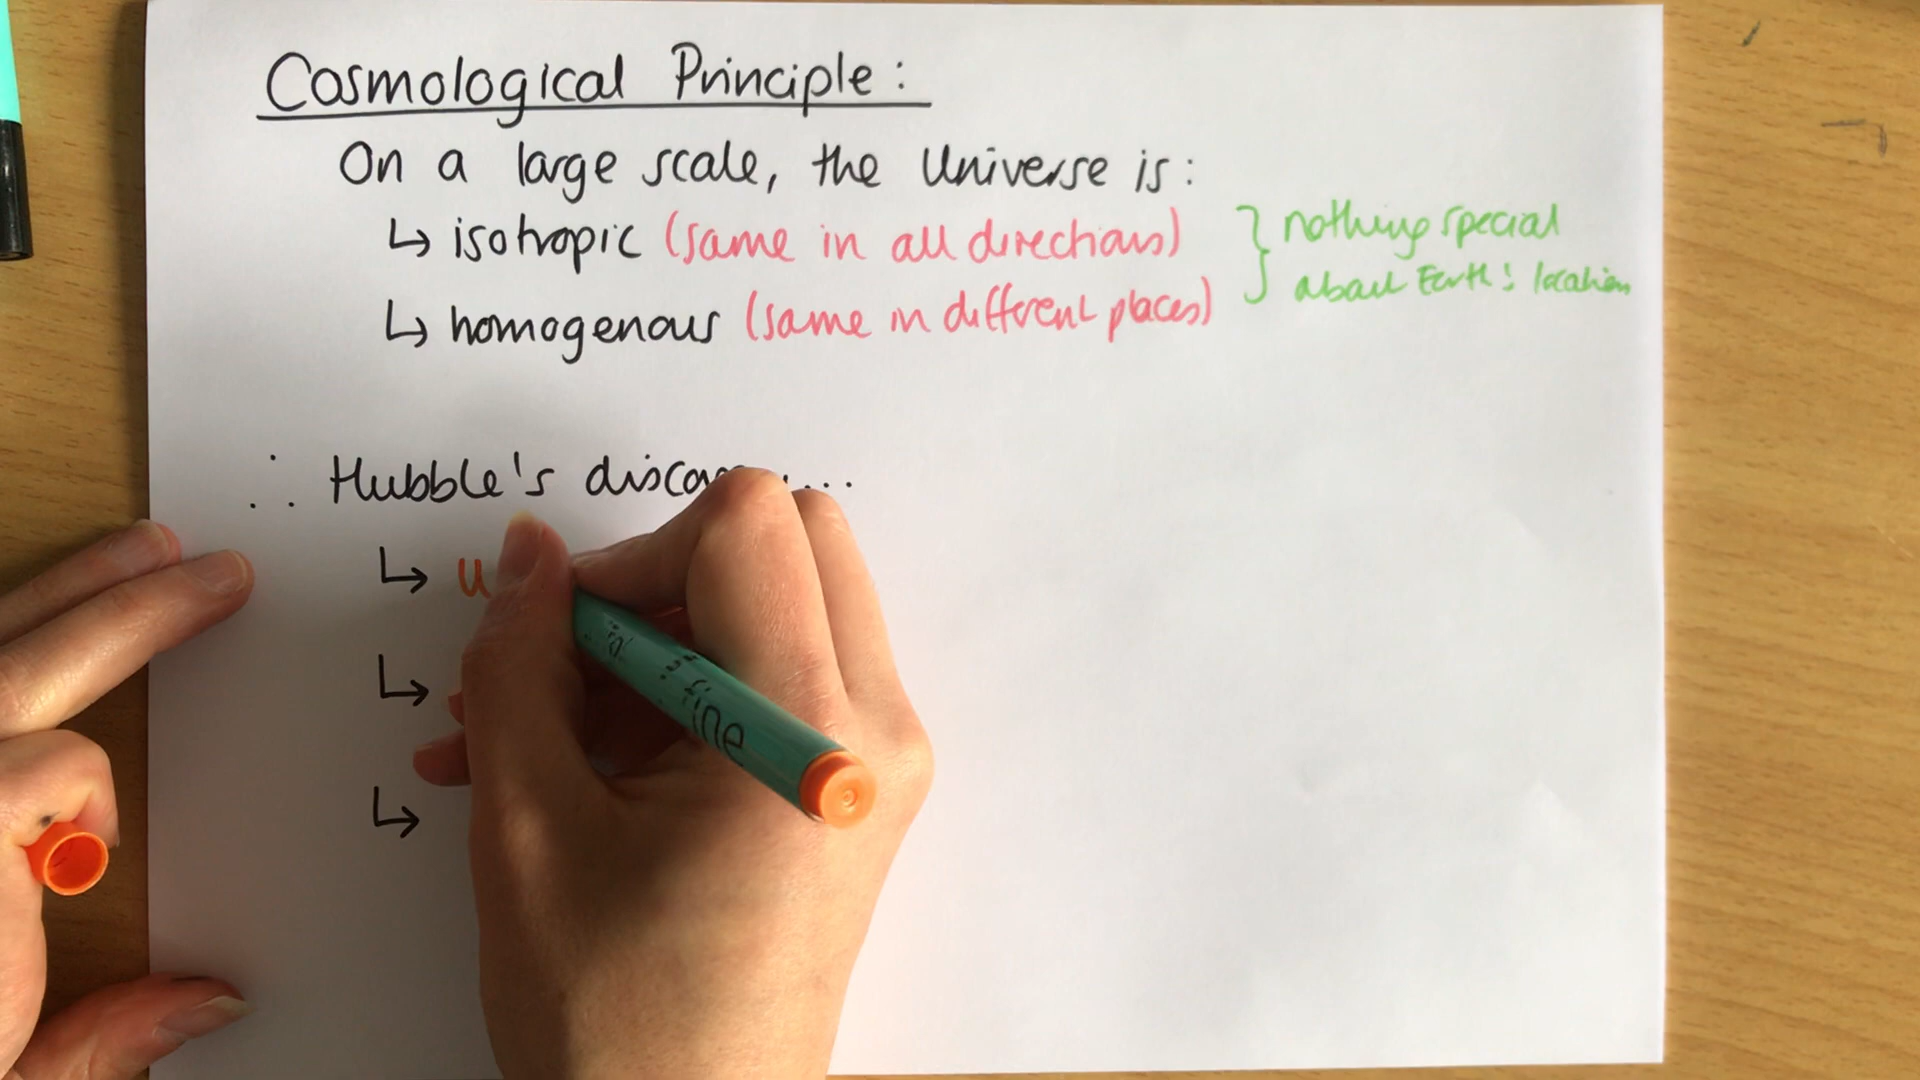 Cosmological Principle:
On a large scale, the Universe is:
↳ isotropic (same in all directions)
↳ homogenous (same in different places)
} nothing special
about Earth's location
∴ Hubble's ...
↳ u
↳
↳
fine